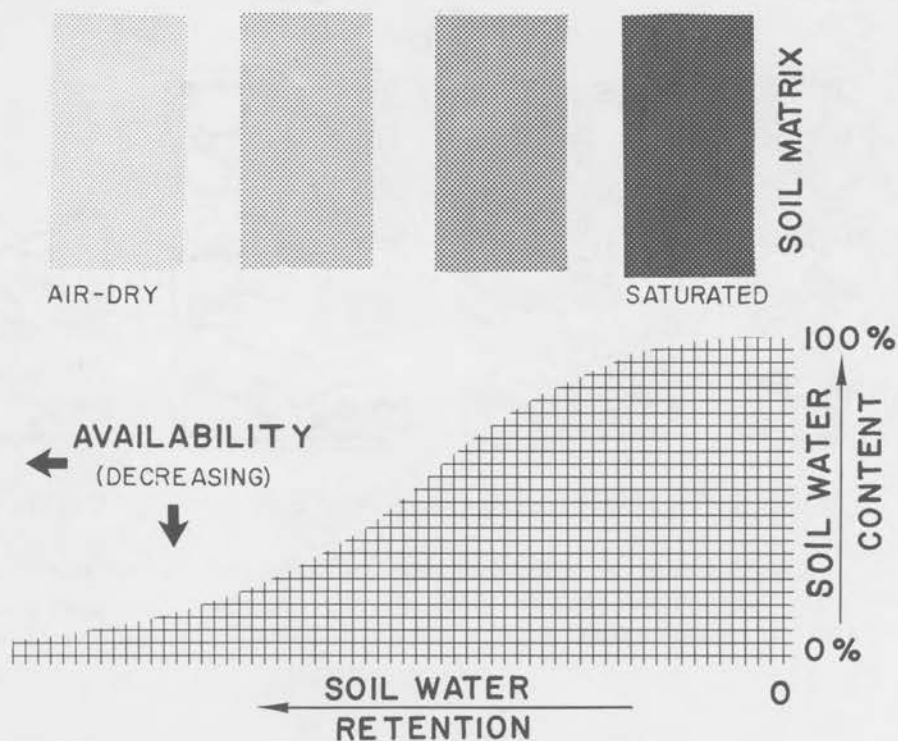 SOIL MATRIX
AIR-DRY
SATURATED
100%
AVAILABILITY
(DECREASING)
SOIL WATER
CONTENT
0%
SOIL WATER
RETENTION
0